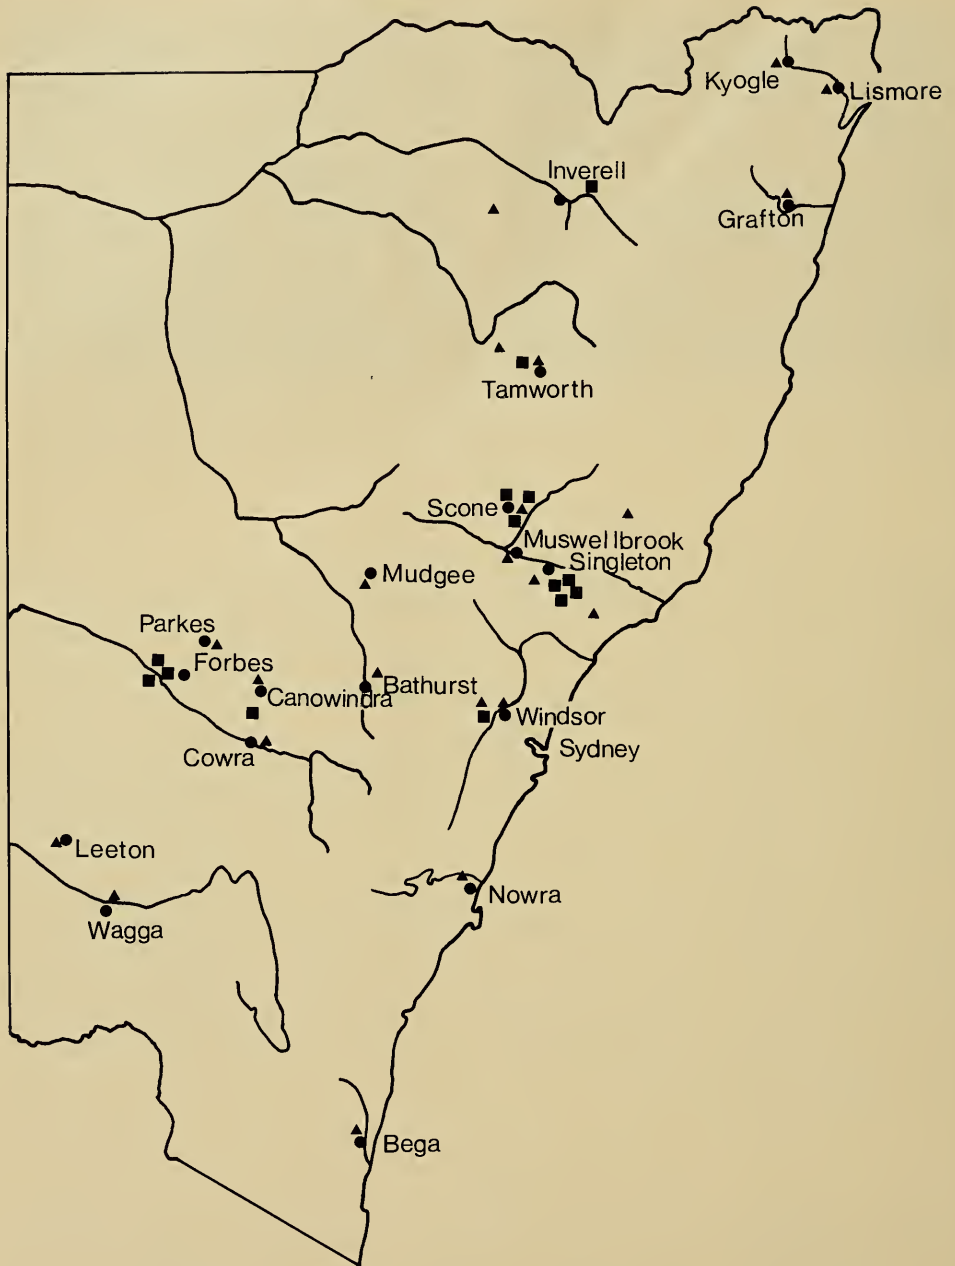 Kyogle
Lismore
Inverell
Grafton
Tamworth
Scone
Muswellbrook
Singleton
Mudgee
Parkes
Forbes
Canowindra
Bathurst
Windsor
Sydney
Cowra
Leeton
Nowra
Wagga
Bega